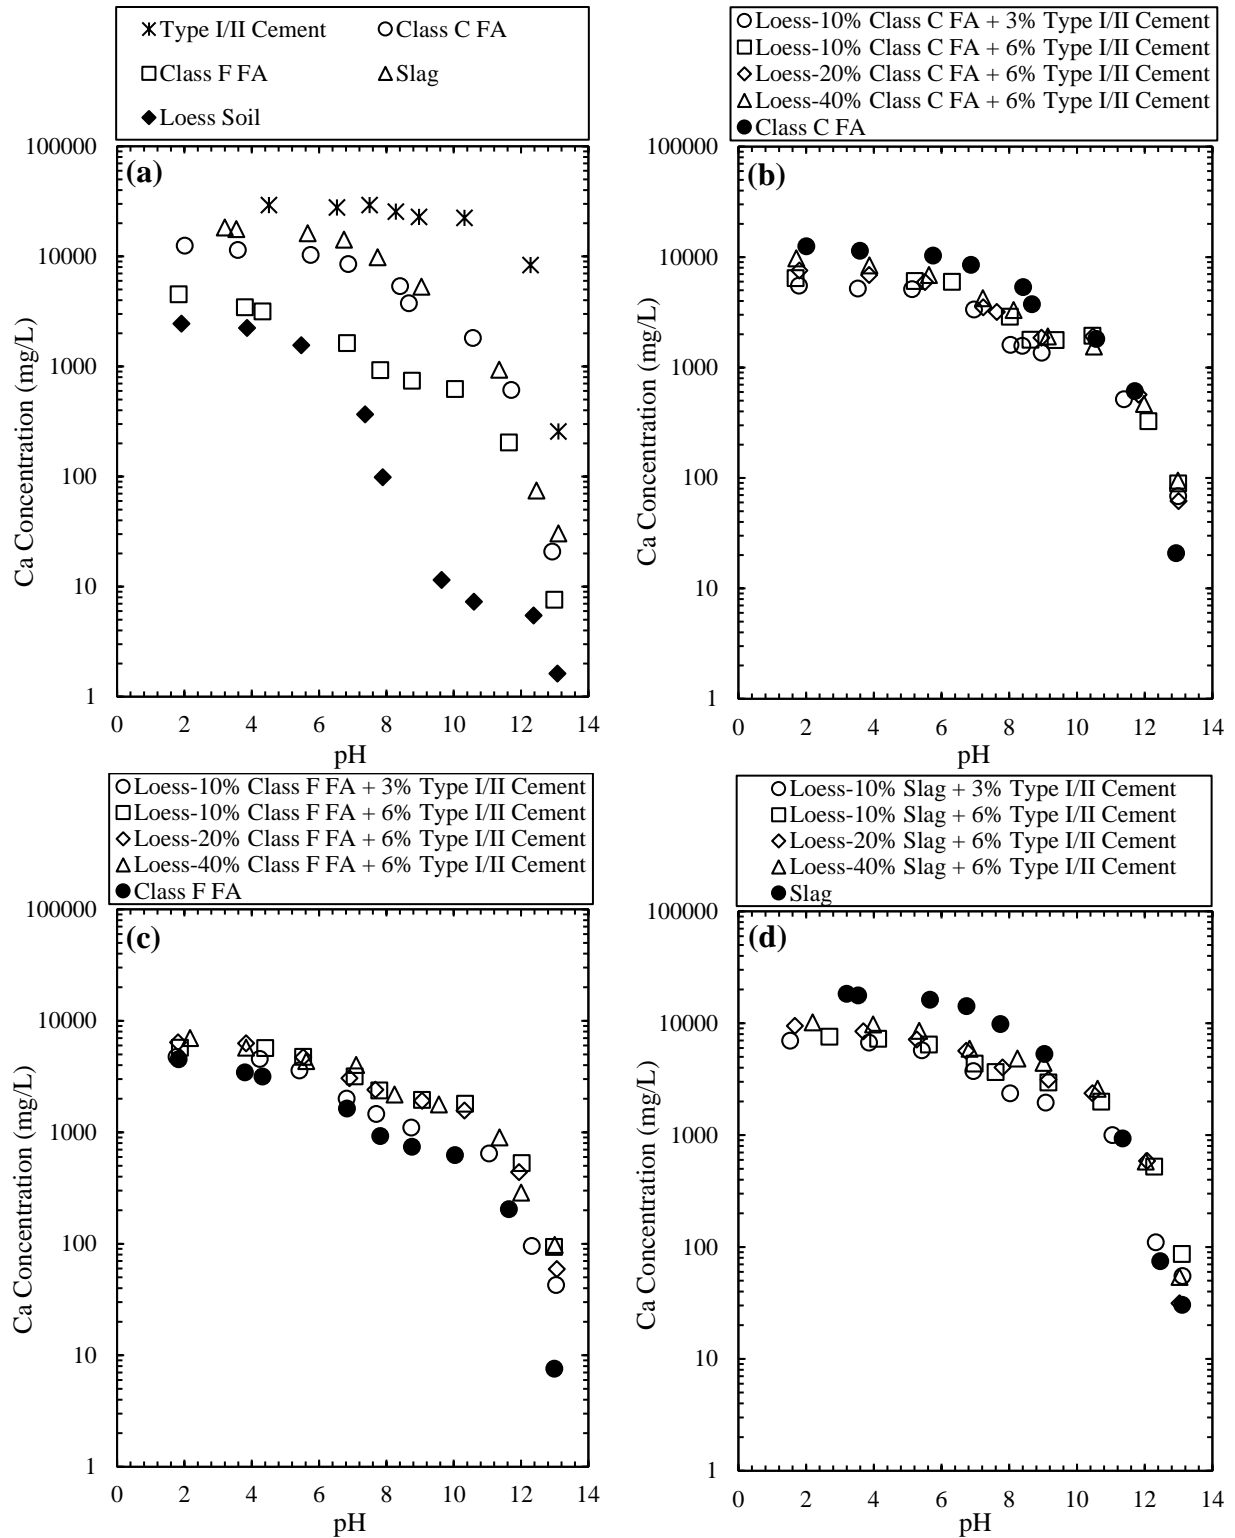 Type I/II Cement Class C FA
Class F FA Slag
Loess Soil
(a)
100000
10000
1000
100
10
1
Ca Concentration (mg/L)
0 2 4 6 8 10 12 14
pH
Loess-10% Class C FA + 3% Type I/II Cement
Loess-10% Class C FA + 6% Type I/II Cement
Loess-20% Class C FA + 6% Type I/II Cement
Loess-40% Class C FA + 6% Type I/II Cement
Class C FA
(b)
100000
10000
1000
100
10
1
Ca Concentration (mg/L)
0 2 4 6 8 10 12 14
pH
Loess-10% Class F FA + 3% Type I/II Cement
Loess-10% Class F FA + 6% Type I/II Cement
Loess-20% Class F FA + 6% Type I/II Cement
Loess-40% Class F FA + 6% Type I/II Cement
Class F FA
(c)
100000
10000
1000
100
10
1
Ca Concentration (mg/L)
0 2 4 6 8 10 12 14
pH
Loess-10% Slag + 3% Type I/II Cement
Loess-10% Slag + 6% Type I/II Cement
Loess-20% Slag + 6% Type I/II Cement
Loess-40% Slag + 6% Type I/II Cement
Slag
(d)
100000
10000
1000
100
10
1
Ca Concentration (mg/L)
0 2 4 6 8 10 12 14
pH